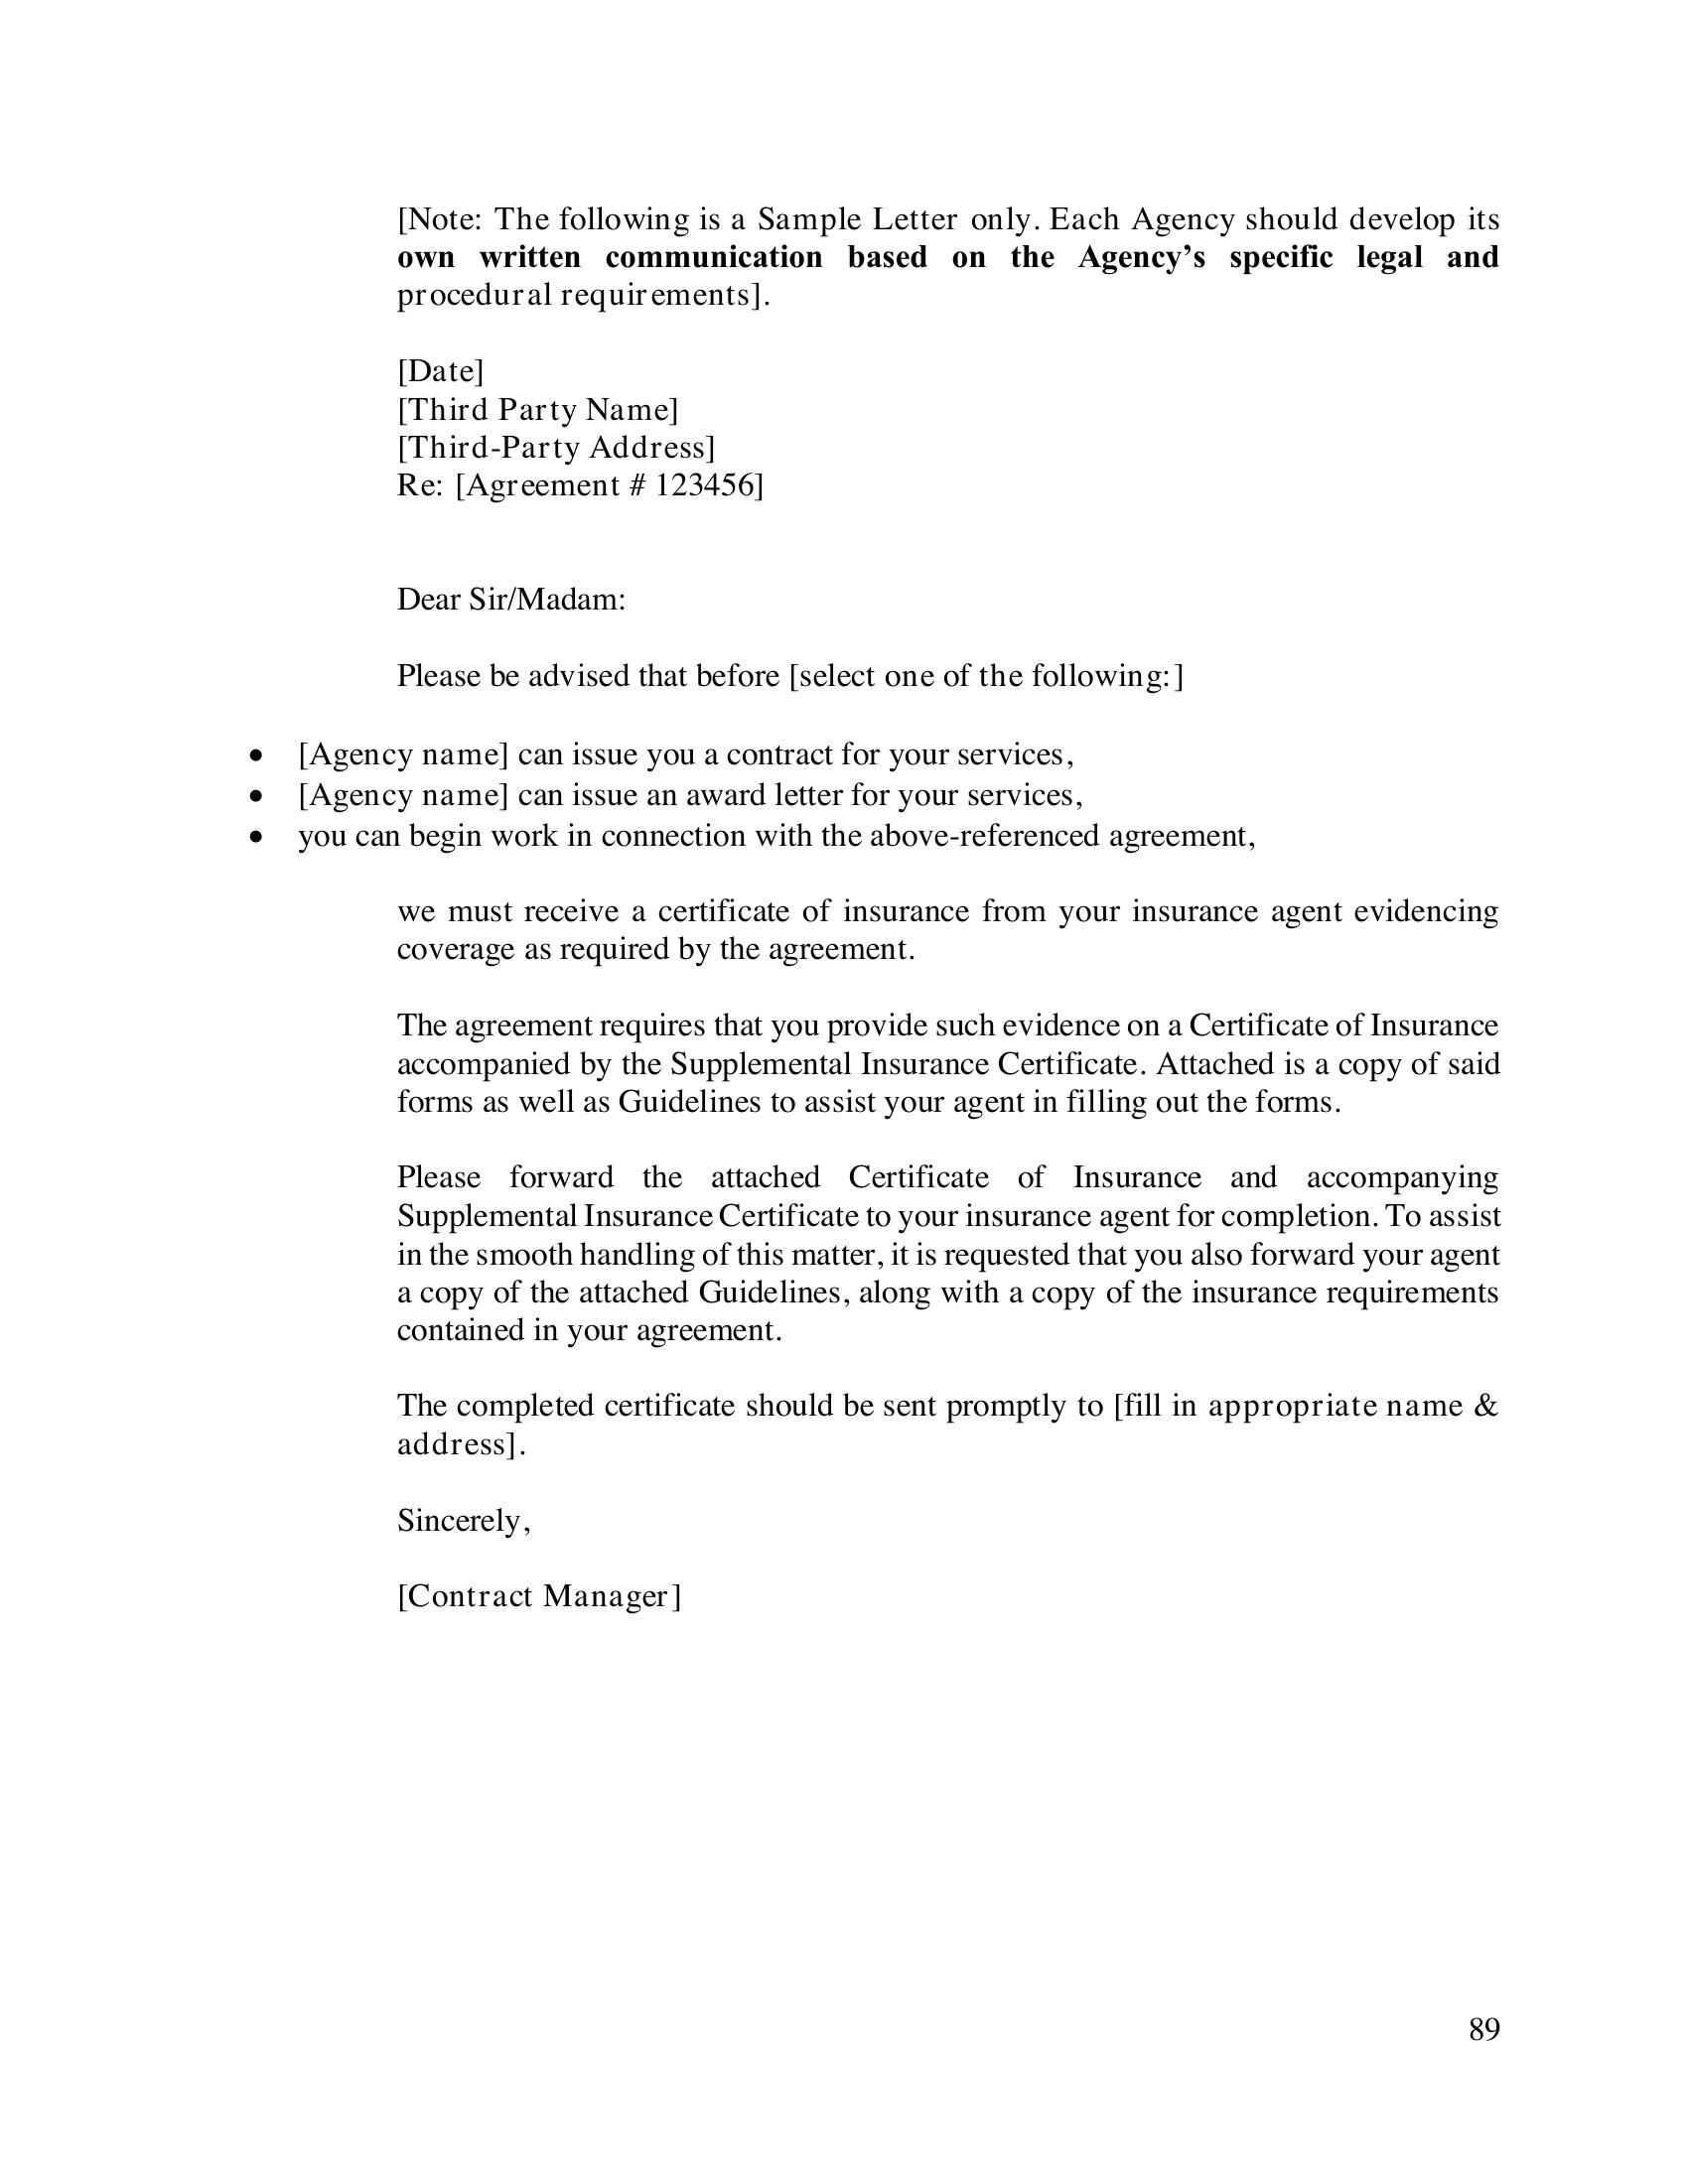 [Note: The following is a Sample Letter only. Each Agency should develop its
own written communication based on the Agency’s specific legal and
procedural requirements].
[Date]
[Third Party Name]
[Third-Party Address]
Re: [Agreement # 123456]
Dear Sir/Madam:
Please be advised that before [select one of the following:]
• [Agency name] can issue you a contract for your services,
• [Agency name] can issue an award letter for your services,
• you can begin work in connection with the above-referenced agreement,
we must receive a certificate of insurance from your insurance agent evidencing
coverage as required by the agreement.
The agreement requires that you provide such evidence on a Certificate of Insurance
accompanied by the Supplemental Insurance Certificate. Attached is a copy of said
forms as well as Guidelines to assist your agent in filling out the forms.
Please forward the attached Certificate of Insurance and accompanying
Supplemental Insurance Certificate to your insurance agent for completion. To assist
in the smooth handling of this matter, it is requested that you also forward your agent
a copy of the attached Guidelines, along with a copy of the insurance requirements
contained in your agreement.
The completed certificate should be sent promptly to [fill in appropriate name &
address].
Sincerely,
[Contract Manager]
89